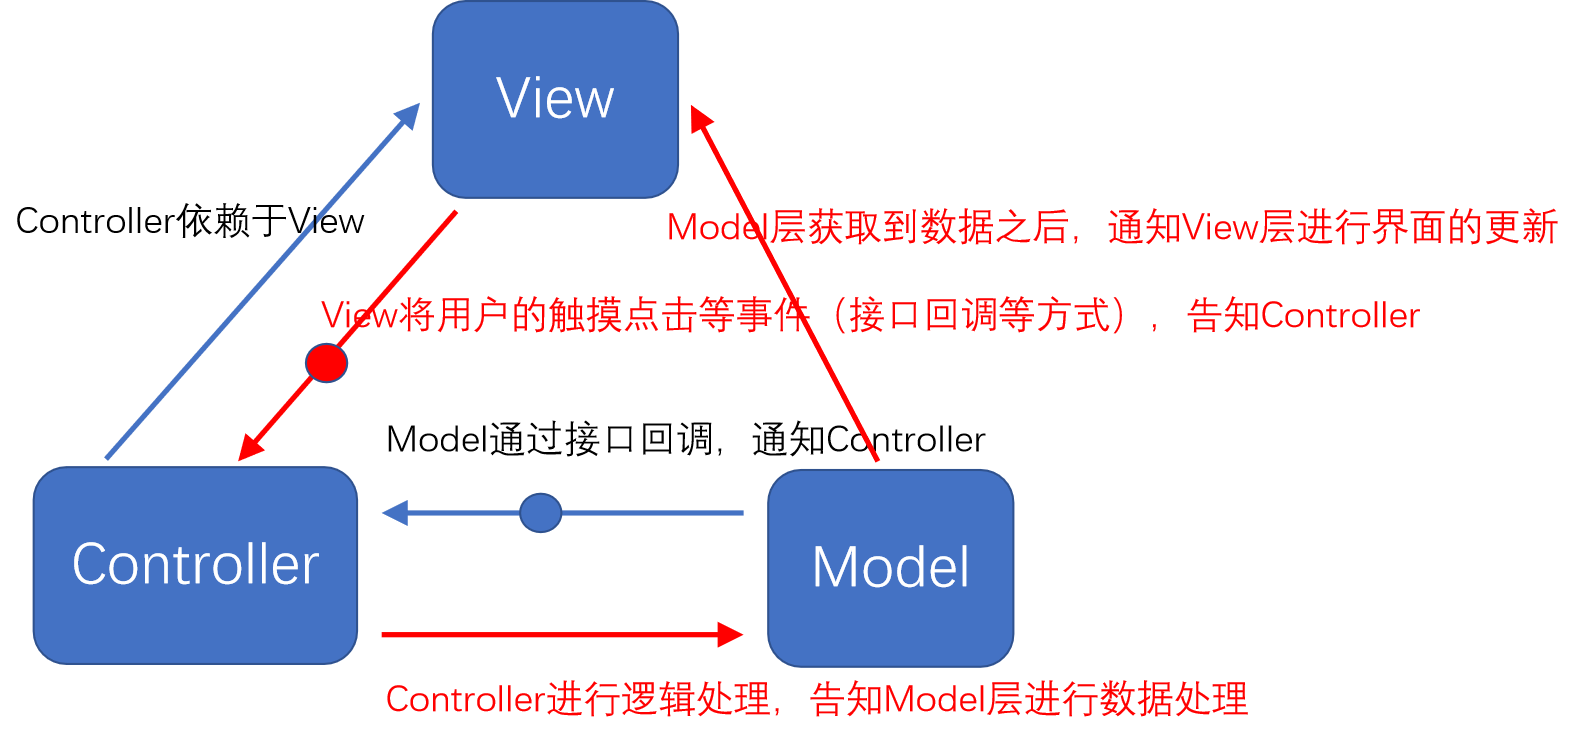 View
Controller依赖于View
Model层获取到数据之后，通知View层进行界面的更新
View将用户的触摸点击等事件（接口回调等方式），告知Controller
Model通过接口回调，通知Controller
Controller
Model
Controller进行逻辑处理，告知Model层进行数据处理